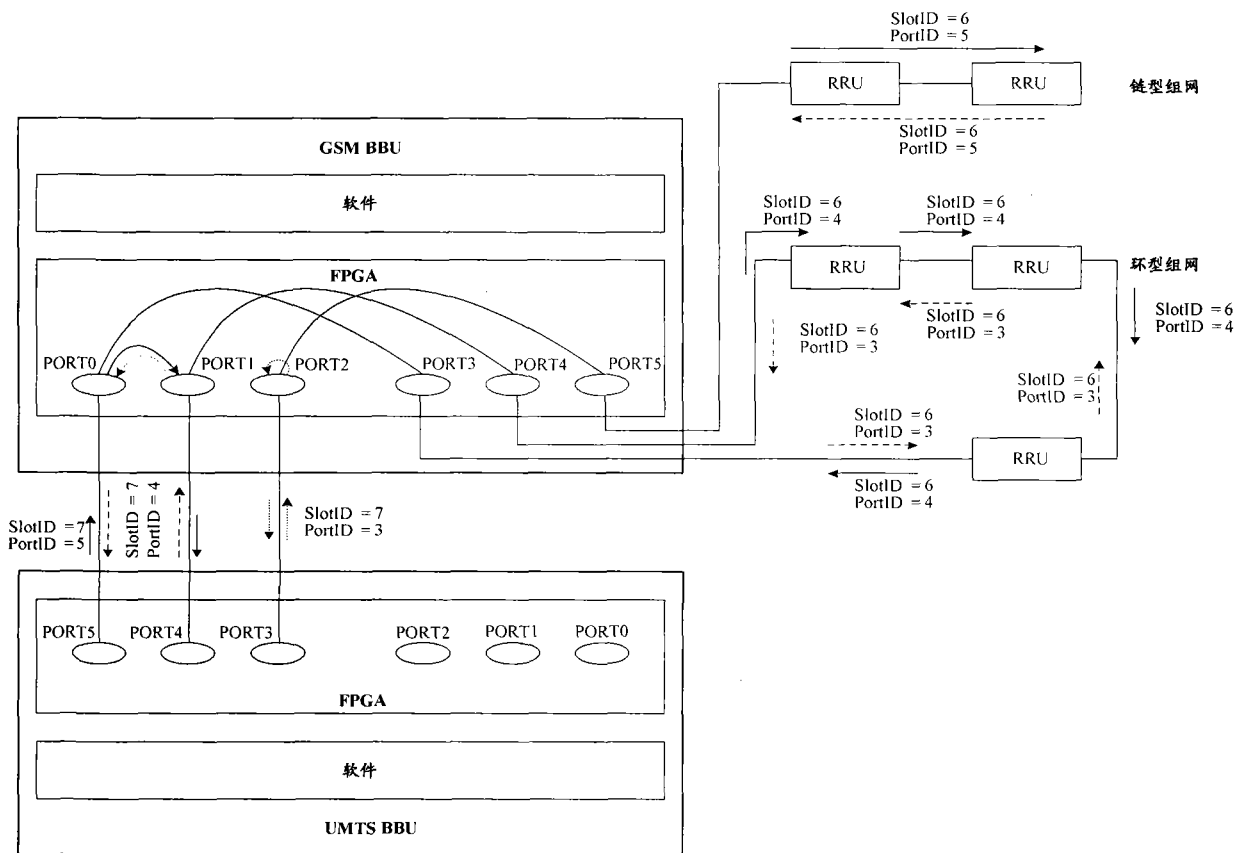 SlotID = 6
PortID = 5
RRU
RRU
链型组网
SlotID = 6
PortID = 5
GSM BBU
软件
FPGA
PORT0
PORT1
PORT2
PORT3
PORT4
PORT5
SlotID = 6
PortID = 4
SlotID = 6
PortID = 4
RRU
RRU
环型组网
SlotID = 6
PortID = 3
SlotID = 6
PortID = 3
SlotID = 6
PortID = 4
SlotID = 6
PortID = 3
SlotID = 6
PortID = 3
RRU
SlotID = 6
PortID = 4
SlotID = 7
PortID = 5
SlotID = 7
PortID = 4
SlotID = 7
PortID = 3
PORT5
PORT4
PORT3
PORT2
PORT1
PORT0
FPGA
软件
UMTS BBU